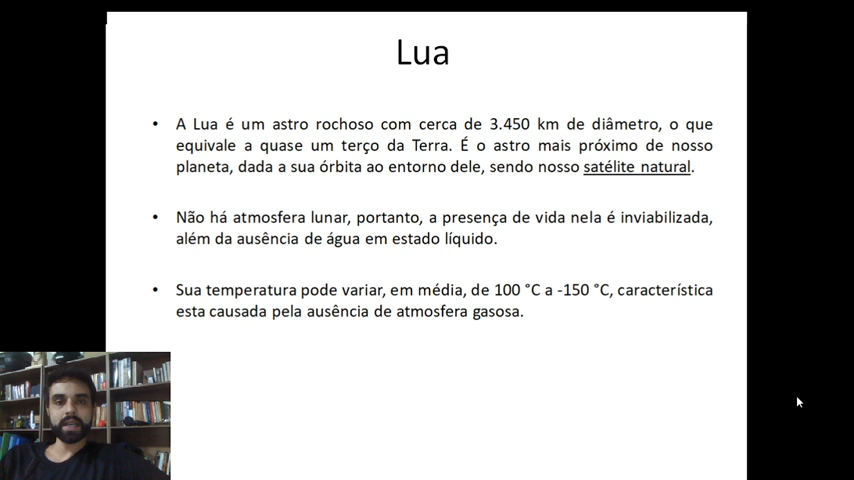 Lua
• A Lua é um astro rochoso com cerca de 3.450 km de diâmetro, o que
equivale a quase um terço da Terra. É o astro mais próximo de nosso
planeta, dada a sua órbita ao entorno dele, sendo nosso satélite natural.
• Não há atmosfera lunar, portanto, a presença de vida nela é inviabilizada,
além da ausência de água em estado líquido.
• Sua temperatura pode variar, em média, de 100 °C a -150 °C, característica
esta causada pela ausência de atmosfera gasosa.